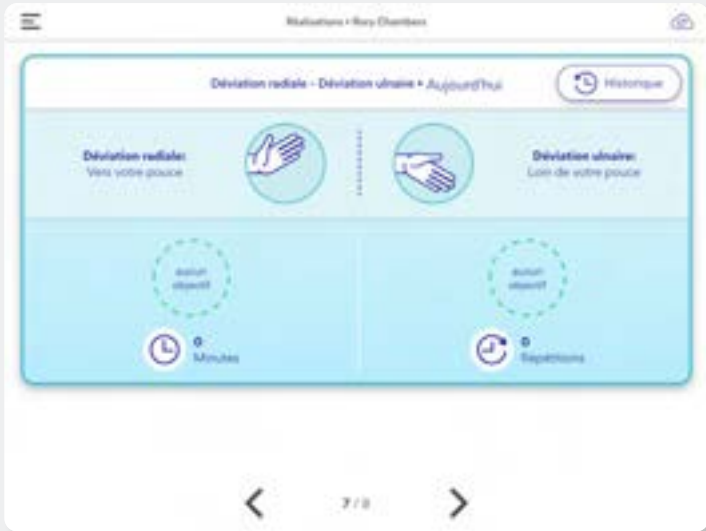 Réalisations • Rory Chambers
Déviation radiale - Déviation ulnaire • Aujourd'hui
Historique
Déviation radiale:
Vers votre pouce
Déviation ulnaire:
Loin de votre pouce
aucun
objectif
aucun
objectif
0
Minutes
0
Répétitions
7 / 8